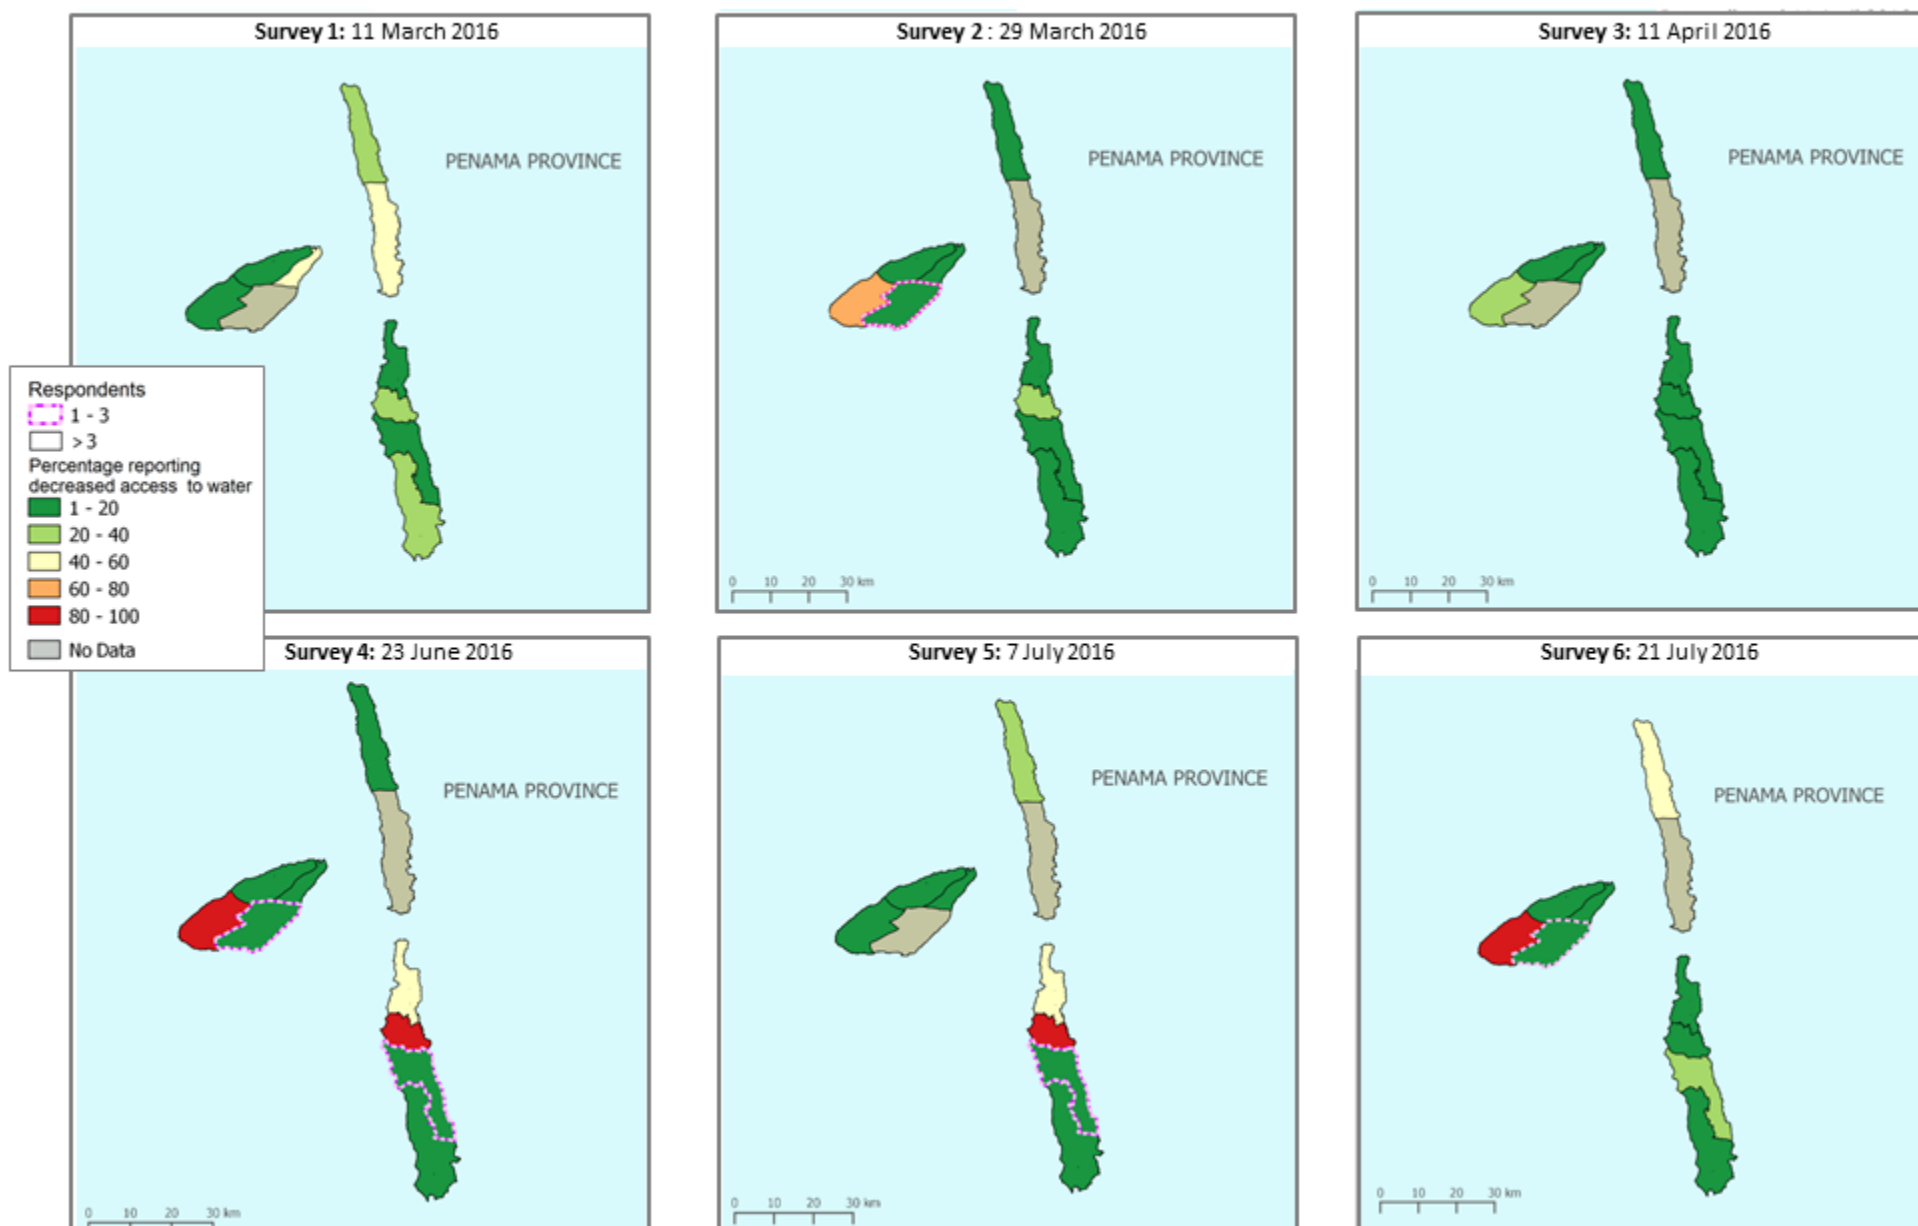 Survey 1: 11 March 2016
PENAMA PROVINCE
Survey 2 : 29 March 2016
PENAMA PROVINCE
0 10 20 30 km
Survey 3: 11 April 2016
PENAMA PROVINCE
0 10 20 30 km
Respondents
1 - 3
> 3
Percentage reporting
decreased access to water
1 - 20
20 - 40
40 - 60
60 - 80
80 - 100
No Data
Survey 4: 23 June 2016
PENAMA PROVINCE
0 10 20 30 km
Survey 5: 7 July 2016
PENAMA PROVINCE
0 10 20 30 km
Survey 6: 21 July 2016
PENAMA PROVINCE
0 10 20 30 km